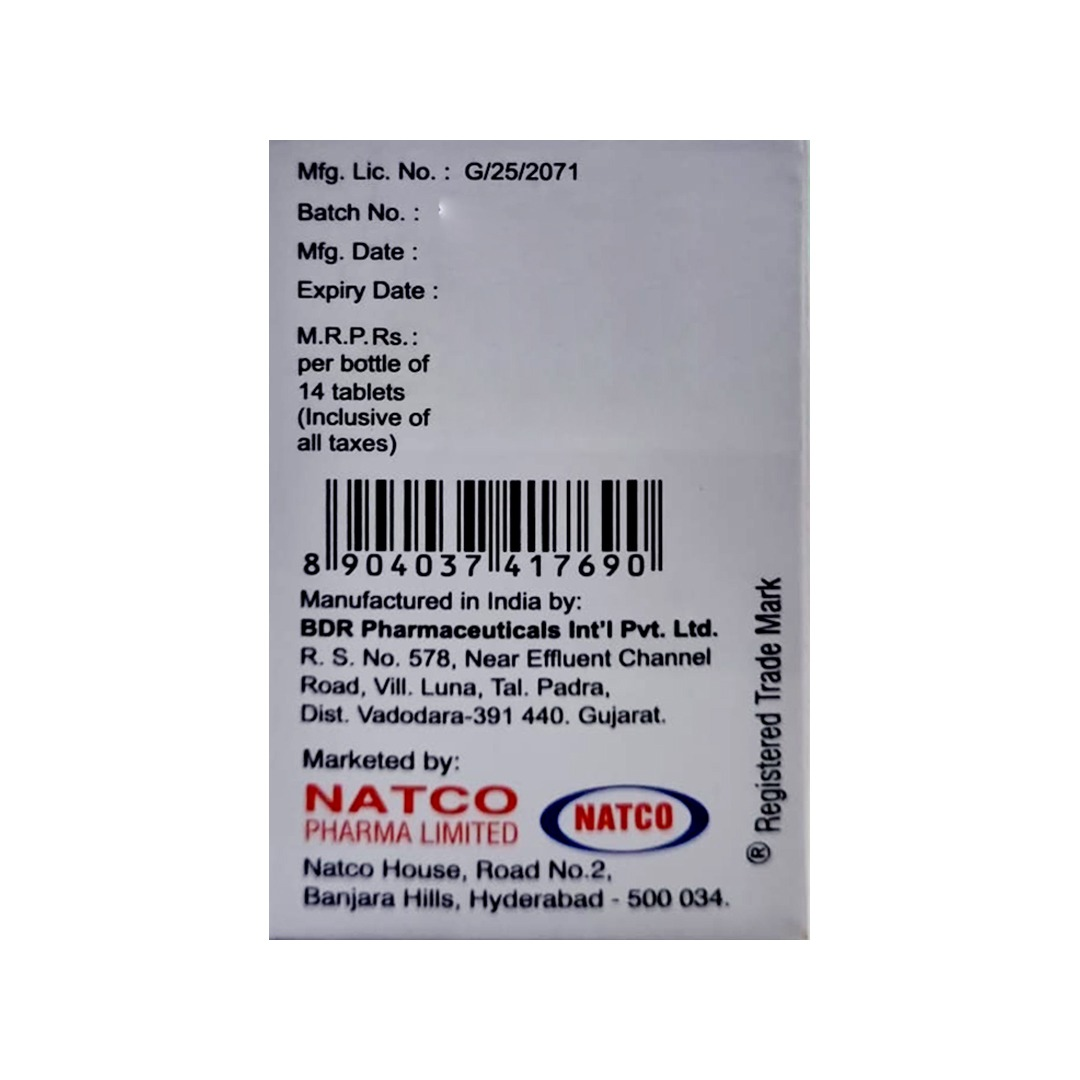 Mfg. Lic. No. : G/25/2071
Batch No. :
Mfg. Date :
Expiry Date :
M.R.P. Rs. :
per bottle of
14 tablets
(Inclusive of
all taxes)
8 904037 417690
Manufactured in India by:
BDR Pharmaceuticals Int'l Pvt. Ltd.
R. S. No. 578, Near Effluent Channel
Road, Vill. Luna, Tal. Padra,
Dist. Vadodara-391 440. Gujarat.
Marketed by:
NATCO
PHARMA LIMITED
NATCO
Natco House, Road No.2,
Banjara Hills, Hyderabad - 500 034.
® Registered Trade Mark